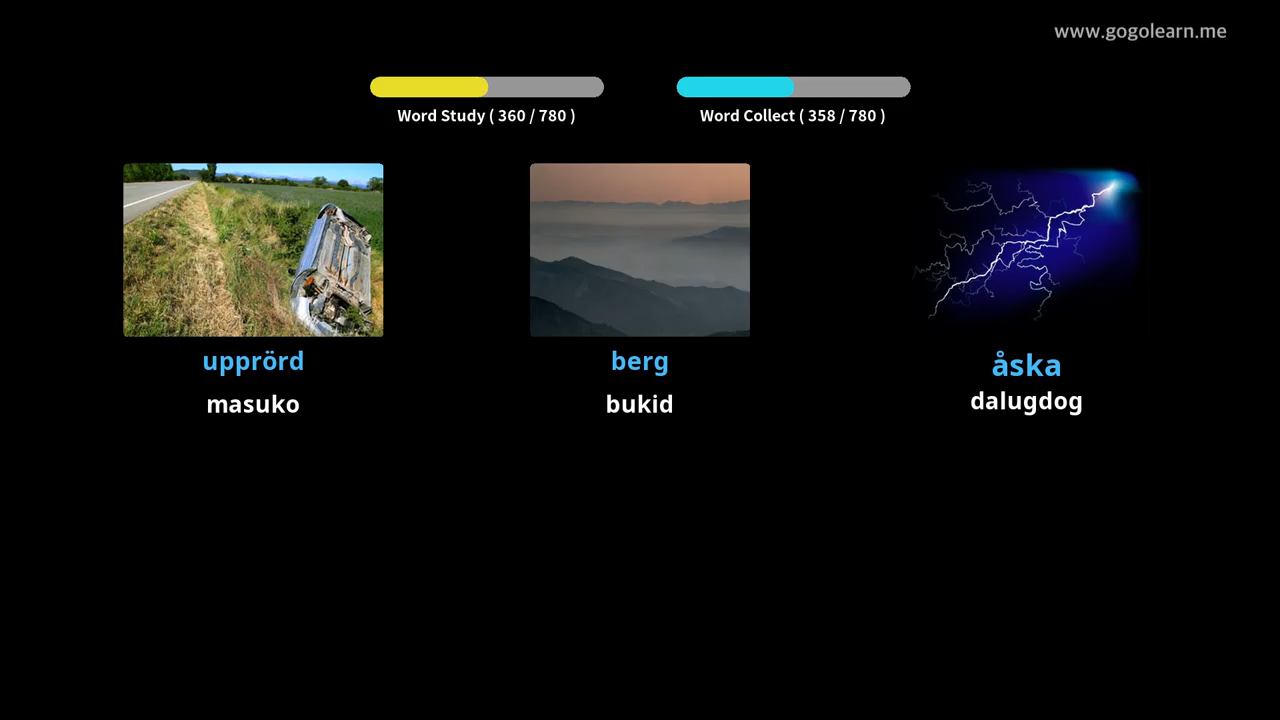 www.gogolearn.me
Word Study ( 360 / 780 )
Word Collect ( 358 / 780 )
upprörd
berg
åska
masuko
bukid
dalugdog